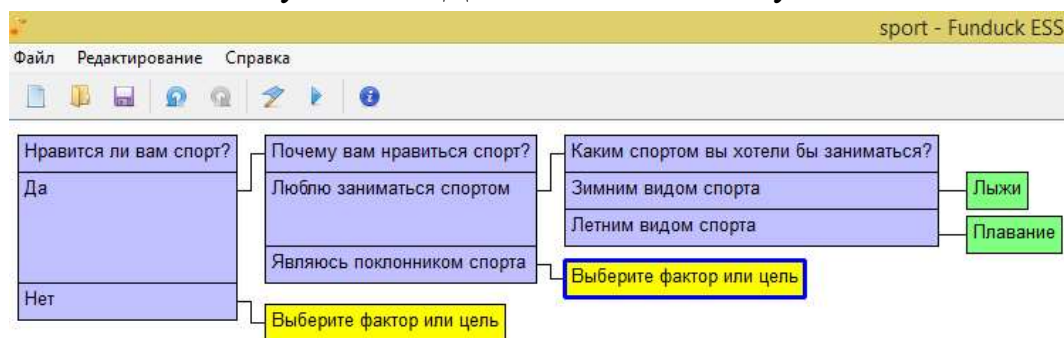 sport - Funduck ESS
Файл Редактирование Справка
Нравится ли вам спорт?
Да
Нет
Почему вам нравиться спорт?
Люблю заниматься спортом
Являюсь поклонником спорта
Выберите фактор или цель
Каким спортом вы хотели бы заниматься?
Зимним видом спорта
Летним видом спорта
Выберите фактор или цель
Лыжи
Плавание